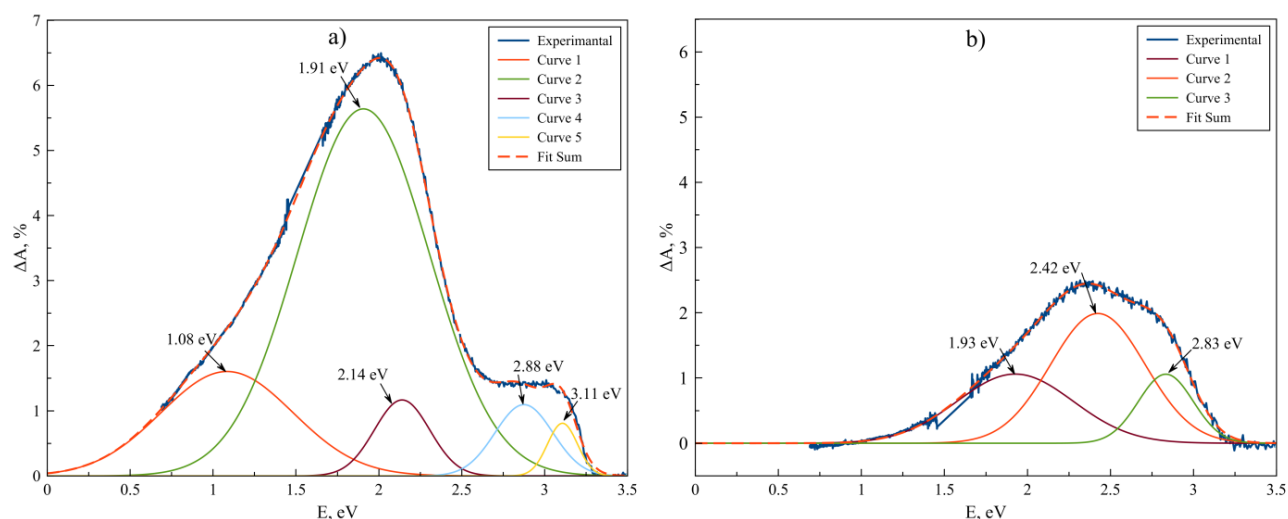 a)
7
6
5
4
3
2
1
0
ΔA, %
0
0.5
1
1.5
2
2.5
3
3.5
E, eV
Experimantal
Curve 1
Curve 2
Curve 3
Curve 4
Curve 5
Fit Sum
1.91 eV
1.08 eV
2.14 eV
2.88 eV
3.11 eV
b)
6
5
4
3
2
1
0
ΔA, %
0
0.5
1
1.5
2
2.5
3
3.5
E, eV
Experimental
Curve 1
Curve 2
Curve 3
Fit Sum
2.42 eV
1.93 eV
2.83 eV